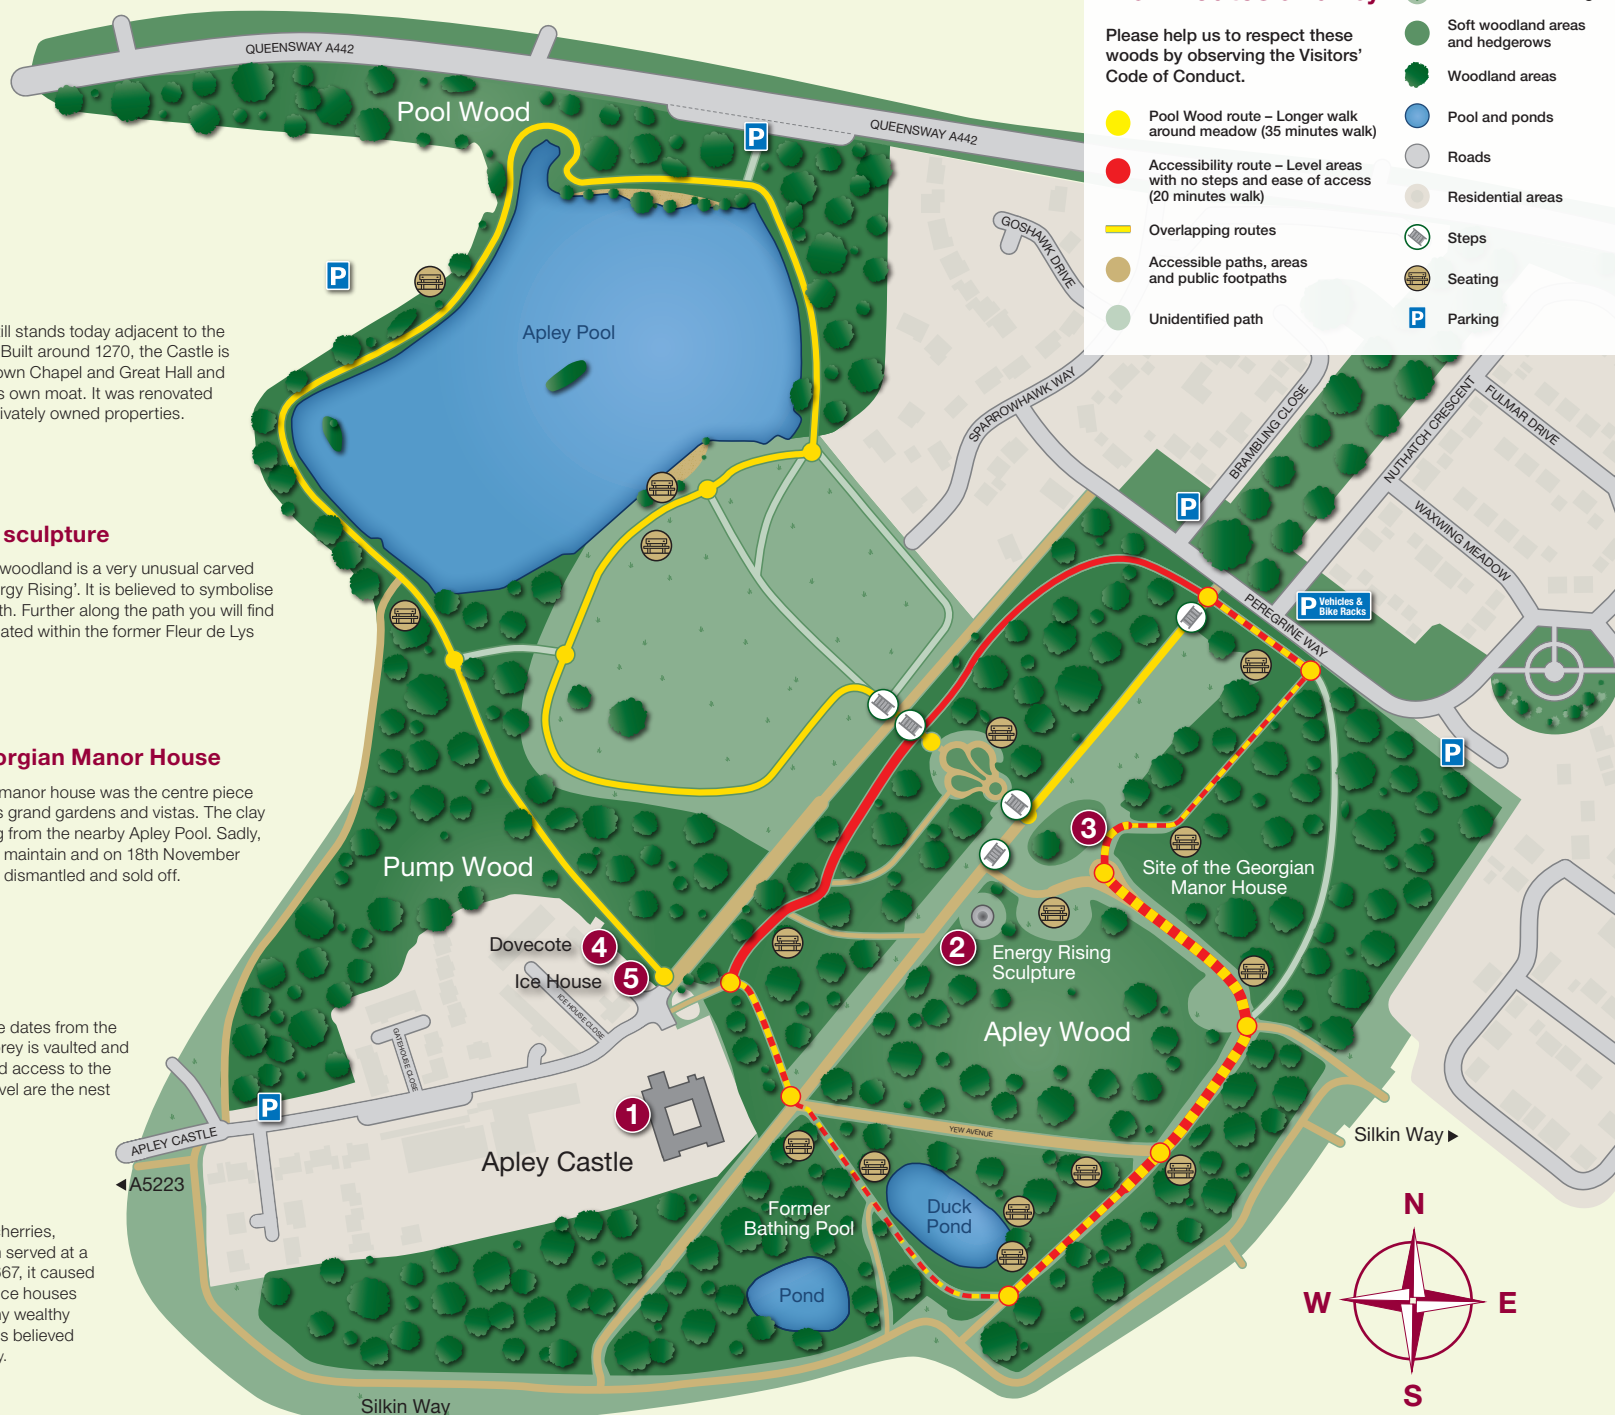 Please help us to respect these
woods by observing the Visitors'
Code of Conduct.
Pool Wood route – Longer walk
around meadow (35 minutes walk)
Accessibility route – Level areas
with no steps and ease of access
(20 minutes walk)
Overlapping routes
Accessible paths, areas
and public footpaths
Unidentified path
Soft woodland areas
and hedgerows
Woodland areas
Pool and ponds
Roads
Residential areas
Steps
Seating
P Parking
QUEENSWAY A442
Pool Wood
P
QUEENSWAY A442
GOSHAWK DRIVE
P
Apley Pool
SPARROWHAWK WAY
BRAMBLING CLOSE
NUTHATCH CRESCENT
FULMAR DRIVE
WAXWING MEADOW
P
PEREGRINE WAY
P Vehicles &
Bike Racks
P
ill stands today adjacent to the
Built around 1270, the Castle is
own Chapel and Great Hall and
s own moat. It was renovated
ivately owned properties.
sculpture
woodland is a very unusual carved
rgy Rising'. It is believed to symbolise
th. Further along the path you will find
ated within the former Fleur de Lys
orgian Manor House
manor house was the centre piece
s grand gardens and vistas. The clay
g from the nearby Apley Pool. Sadly,
maintain and on 18th November
dismantled and sold off.
e dates from the
rey is vaulted and
d access to the
vel are the nest
cherries,
n served at a
667, it caused
ice houses
ny wealthy
rs believed
y.
Pump Wood
3
Site of the Georgian
Manor House
Dovecote 4
Ice House 5
2
Energy Rising
Sculpture
ICE HOUSE CLOSE
GATEHOUSE CLOSE
Apley Wood
P
1
APLEY CASTLE
Apley Castle
A5223
YEW AVENUE
Silkin Way
Former
Bathing Pool
Duck
Pond
Pond
Silkin Way
N
W
E
S